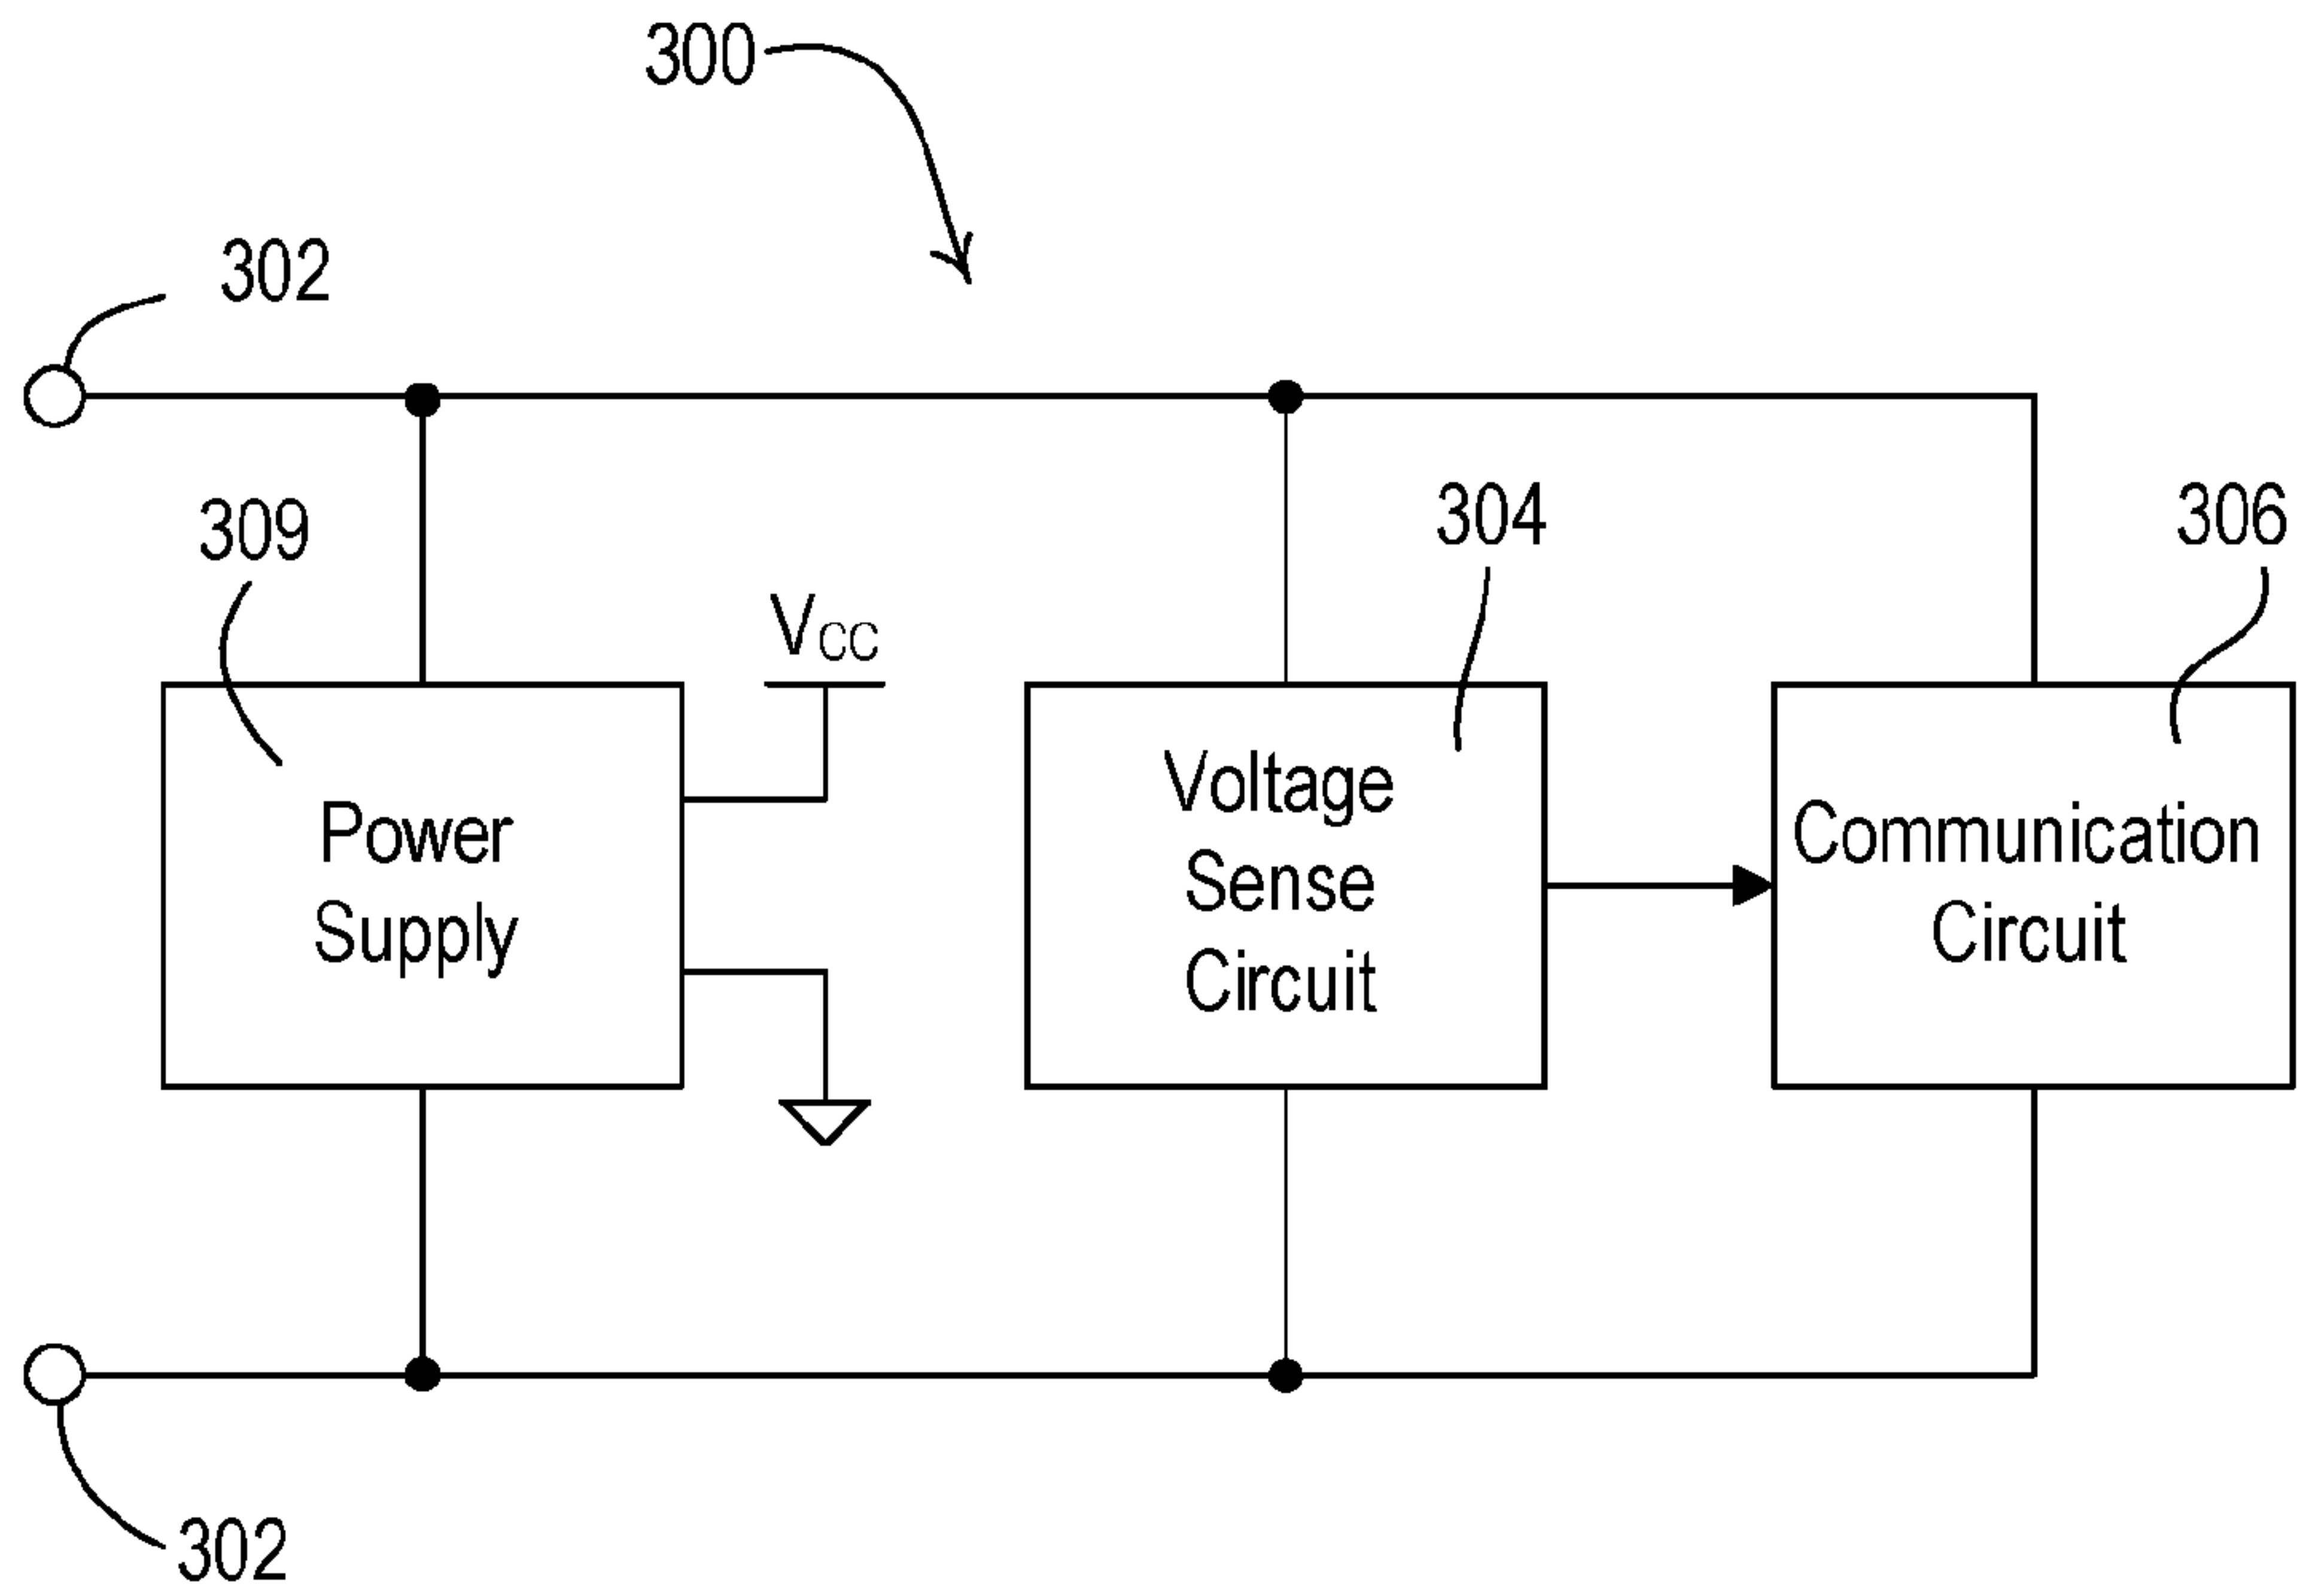 300
302
309
304
306
VCC
Power
Supply
Voltage
Sense
Circuit
Communication
Circuit
302